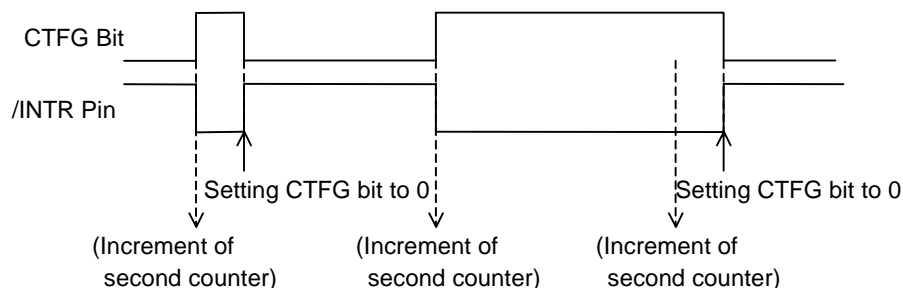 CTFG Bit
/INTR Pin
Setting CTFG bit to 0
Setting CTFG bit to 0
(Increment of
second counter)
(Increment of
second counter)
(Increment of
second counter)